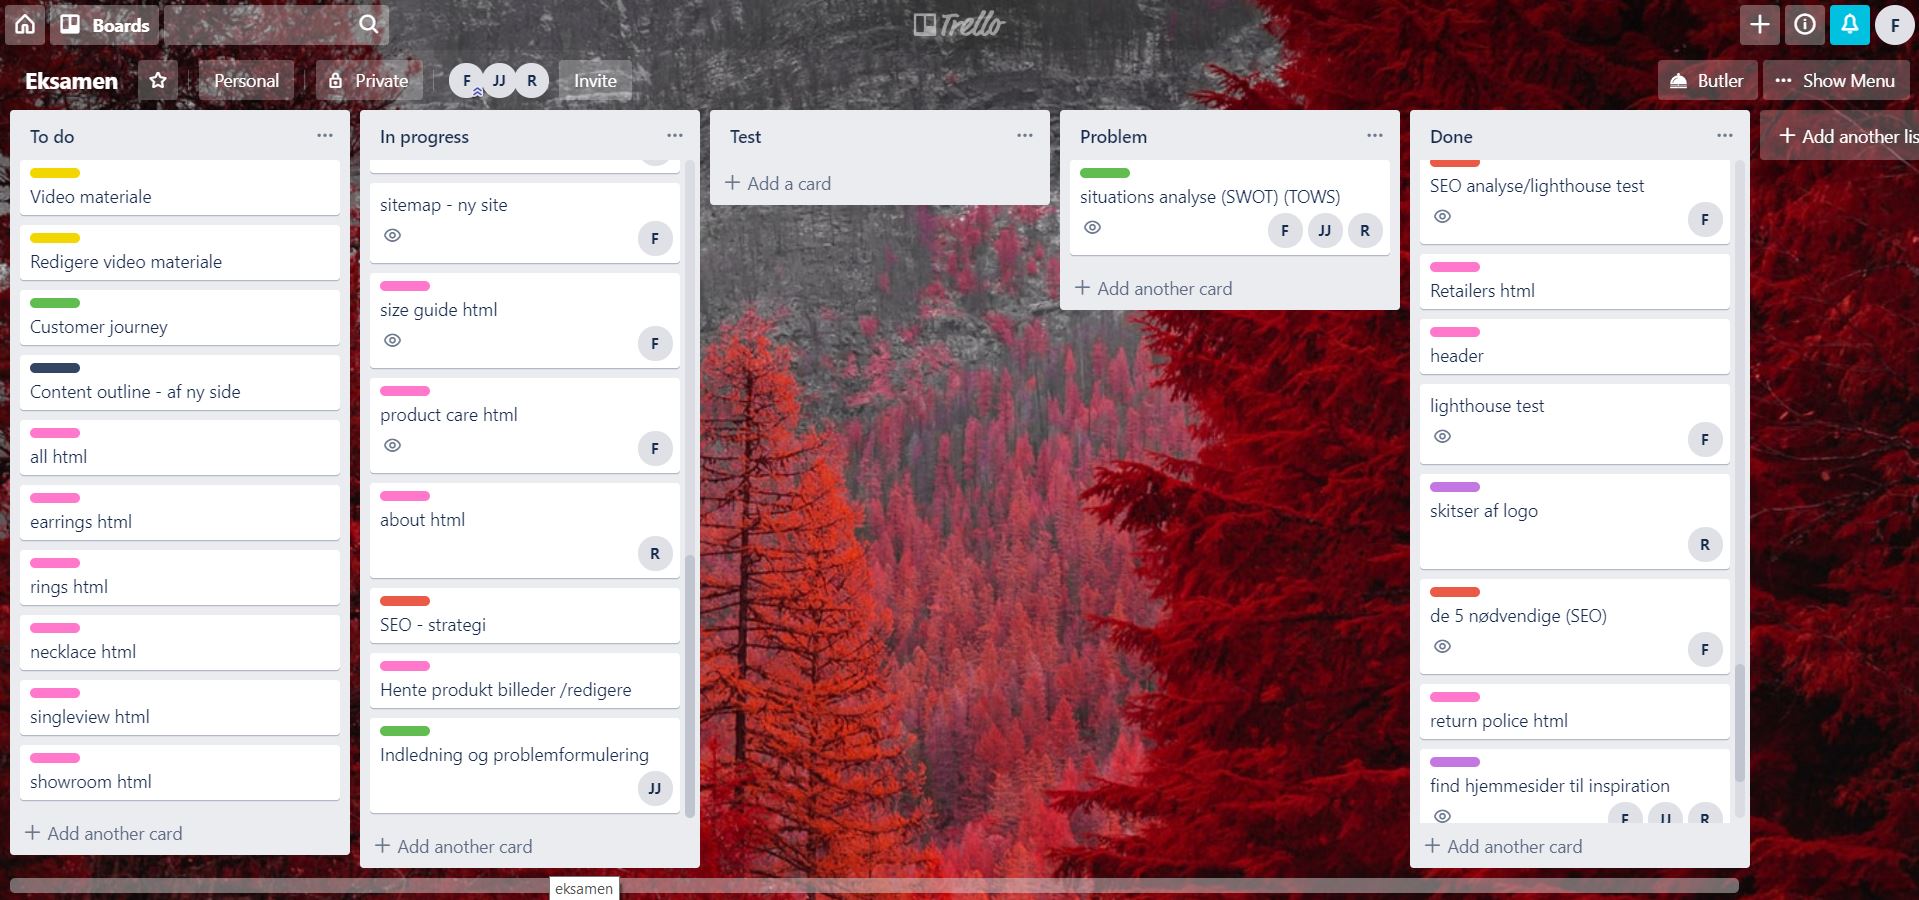 Boards
Trello
F
Eksamen
Personal
Private
F
JJ
R
Invite
Butler
Show Menu
To do
Video materiale
Redigere video materiale
Customer journey
Content outline - af ny side
all html
earrings html
rings html
necklace html
singleview html
showroom html
Add another card
In progress
sitemap - ny site
F
size guide html
F
product care html
F
about html
R
SEO - strategi
Hente produkt billeder /redigere
Indledning og problemformulering
JJ
Add another card
eksamen
Test
Add a card
Problem
situations analyse (SWOT) (TOWS)
F
JJ
R
Add another card
Done
SEO analyse/lighthouse test
F
Retailers html
header
lighthouse test
F
skitser af logo
R
de 5 nødvendige (SEO)
F
return police html
find hjemmesider til inspiration
F
JJ
R
Add another card
Add another lis